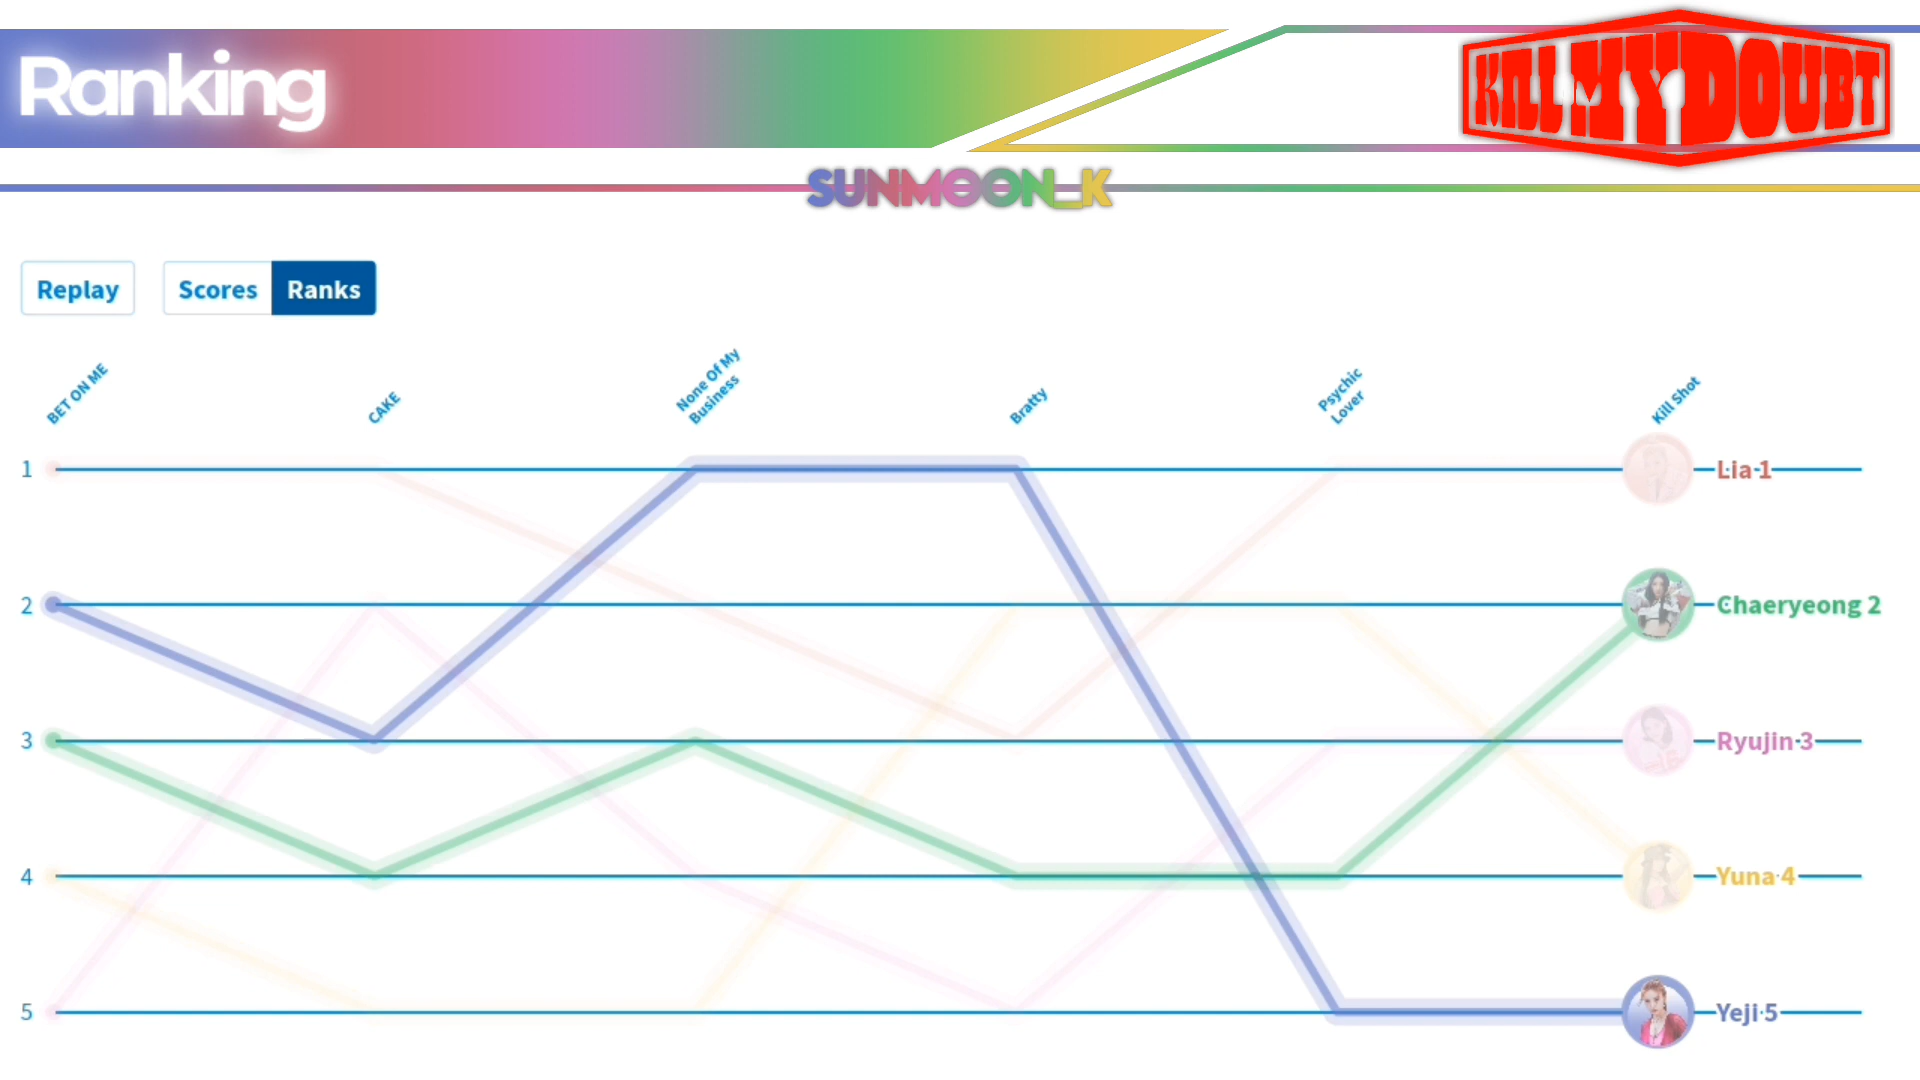 Ranking
KILL MY DOUBT
SUNMOON_K
Replay
Scores
Ranks
BET ON ME
CAKE
None Of My
Business
Bratty
Psychic
Lover
Kill Shot
1
Lia 1
2
Chaeryeong 2
3
Ryujin 3
4
Yuna 4
5
Yeji 5